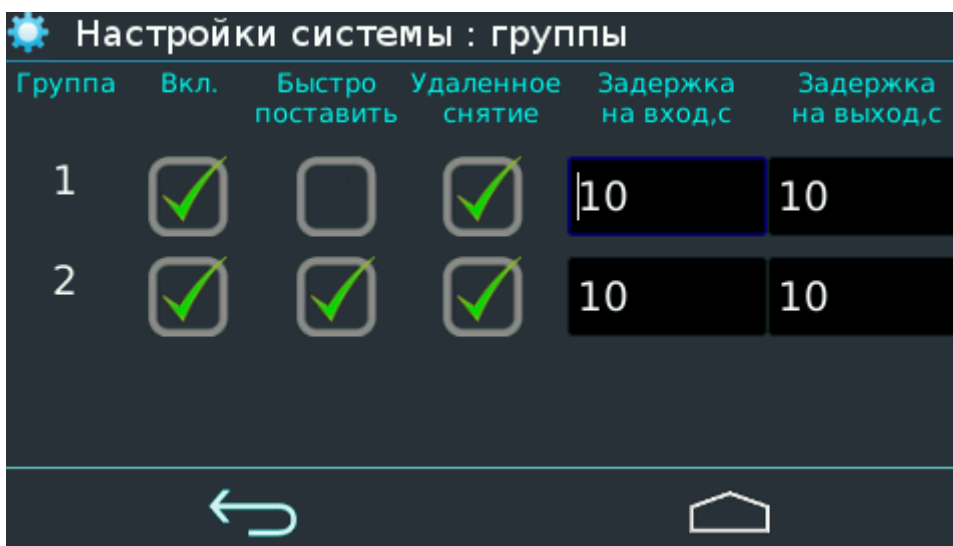 Настройки системы : группы
Группа Вкл. Быстро Удаленное Задержка Задержка
поставить снятие на вход,с на выход,с
1 10 10
2 10 10